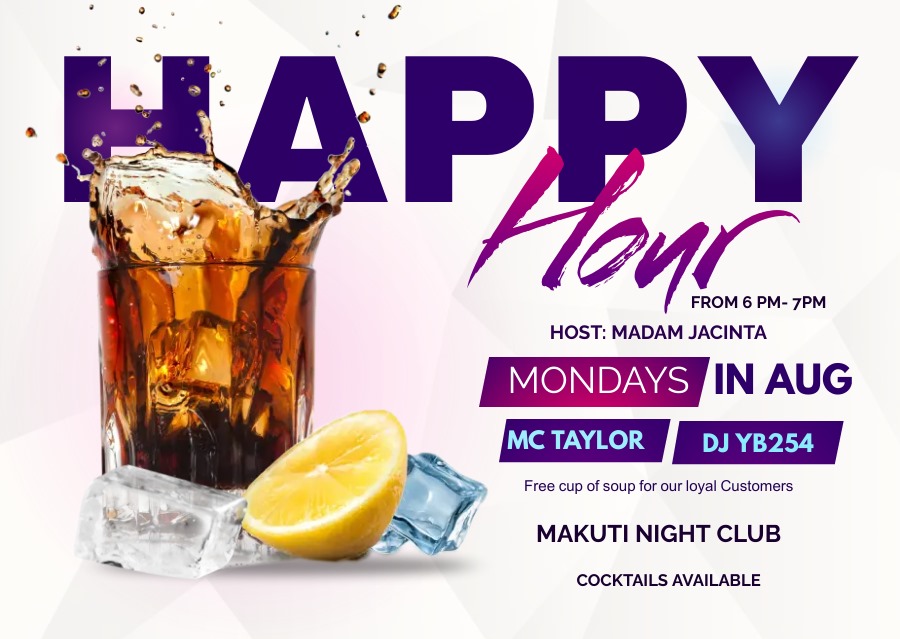 HAPPY
Hour
FROM 6 PM- 7PM
HOST: MADAM JACINTA
MONDAYS IN AUG
MC TAYLOR DJ YB254
Free cup of soup for our loyal Customers
MAKUTI NIGHT CLUB
COCKTAILS AVAILABLE